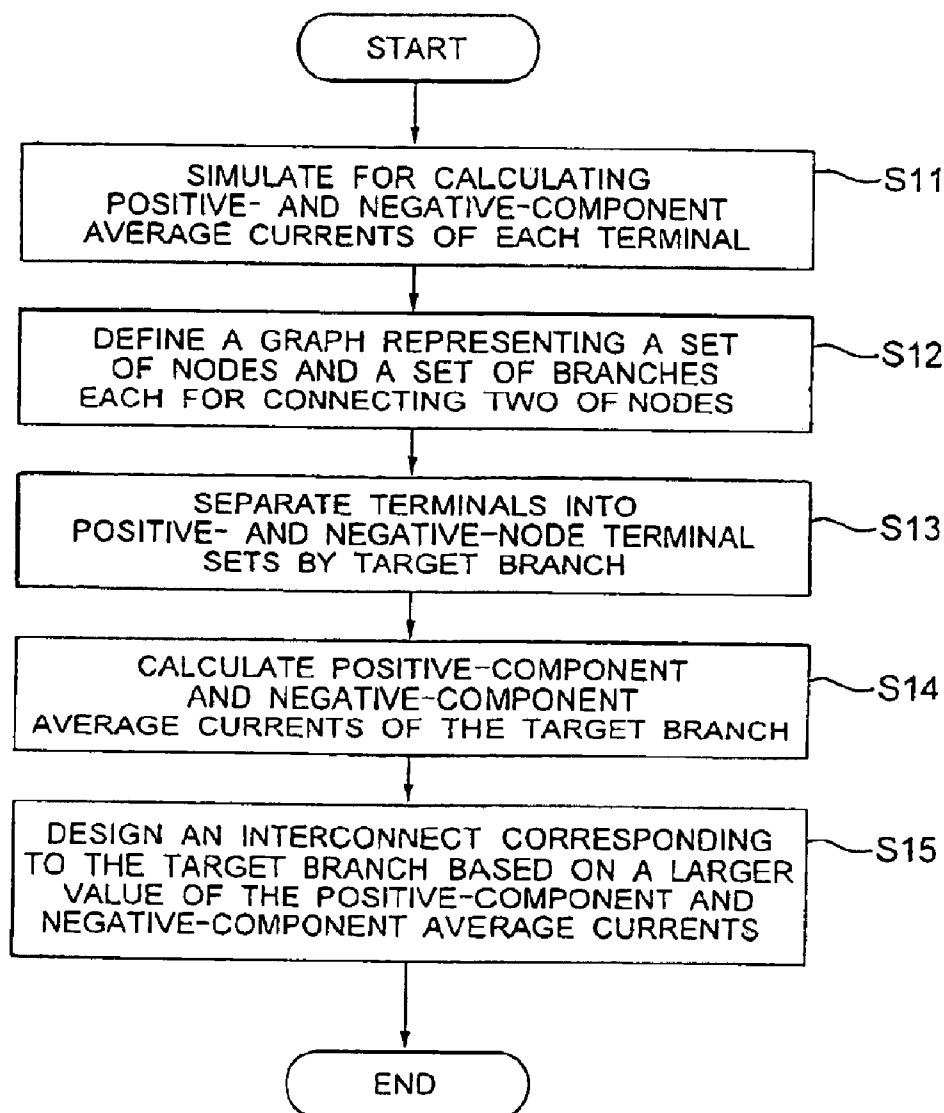 START
SIMULATE FOR CALCULATING
POSITIVE- AND NEGATIVE-COMPONENT
AVERAGE CURRENTS OF EACH TERMINAL
S11
DEFINE A GRAPH REPRESENTING A SET
OF NODES AND A SET OF BRANCHES
EACH FOR CONNECTING TWO OF NODES
S12
SEPARATE TERMINALS INTO
POSITIVE- AND NEGATIVE-NODE TERMINAL
SETS BY TARGET BRANCH
S13
CALCULATE POSITIVE-COMPONENT
AND NEGATIVE-COMPONENT
AVERAGE CURRENTS OF THE TARGET BRANCH
S14
DESIGN AN INTERCONNECT CORRESPONDING
TO THE TARGET BRANCH BASED ON A LARGER
VALUE OF THE POSITIVE-COMPONENT AND
NEGATIVE-COMPONENT AVERAGE CURRENTS
S15
END